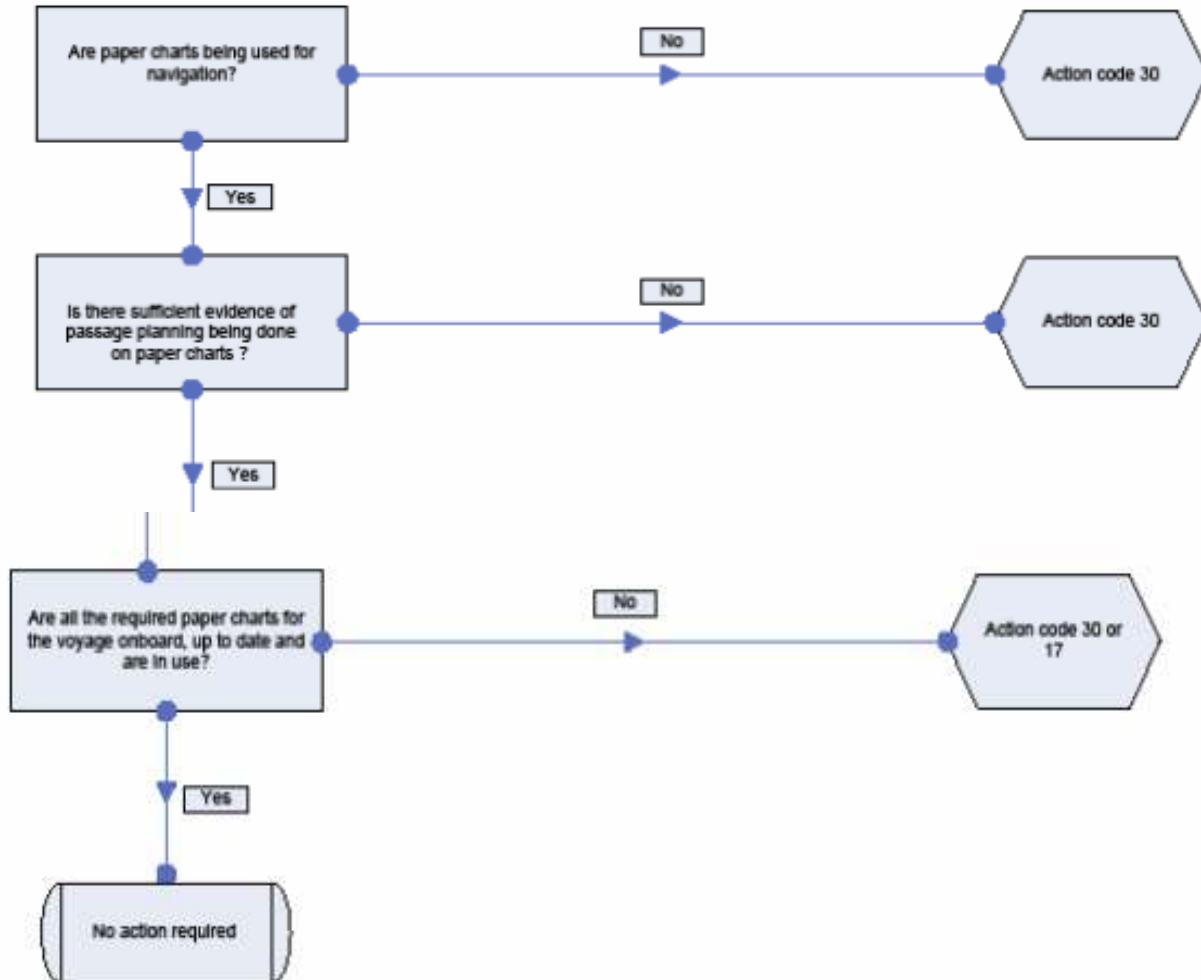 Are paper charts being used for
navigation?
No
Action code 30
Yes
Is there sufficient evidence of
passage planning being done
on paper charts ?
No
Action code 30
Yes
Are all the required paper charts for
the voyage onboard, up to date and
are in use?
No
Action code 30 or
17
Yes
No action required